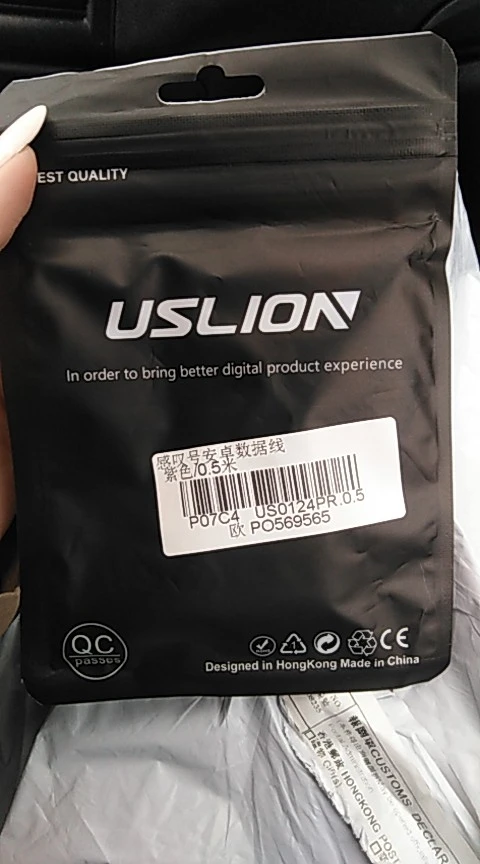 EST QUALITY
USLION
In order to bring better digital product experience
感叹号安卓数据线
紫色/0.5米
P07C4 US0124PR.0.5
欧 PO569565
QC
passes
CE
Designed in HongKong Made in China
CUSTOMS DECLAR
HONGKONG POS